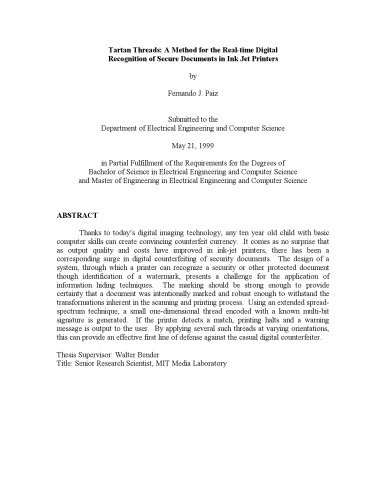 Tartan Threads: A Method for the Real-time Digital
Recognition of Secure Documents in Ink Jet Printers
by
Fernando J. Paiz
Submitted to the
Department of Electrical Engineering and Computer Science
May 21, 1999
in Partial Fulfillment of the Requirements for the Degrees of
Bachelor of Science in Electrical Engineering and Computer Science
and Master of Engineering in Electrical Engineering and Computer Science
ABSTRACT
Thanks to today's digital imaging technology, any ten year old child with basic
computer skills can create convincing counterfeit currency. It comes as no surprise that
as output quality and costs have improved in ink-jet printers, there has been a
corresponding surge in digital counterfeiting of security documents. The design of a
system, through which a printer can recognize a security or other protected document
though identification of a watermark, presents a challenge for the application of
information hiding techniques. The marking should be strong enough to provide
certainty that a document was intentionally marked and robust enough to withstand the
transformations inherent in the scanning and printing process. Using an extended spread-
spectrum technique, a small one-dimensional thread encoded with a known multi-bit
signature is generated. If the printer detects a match, printing halts and a warning
message is output to the user. By applying several such threads at varying orientations,
this can provide an effective first line of defense against the casual digital counterfeiter.
Thesis Supervisor: Walter Bender
Title: Senior Research Scientist, MIT Media Laboratory